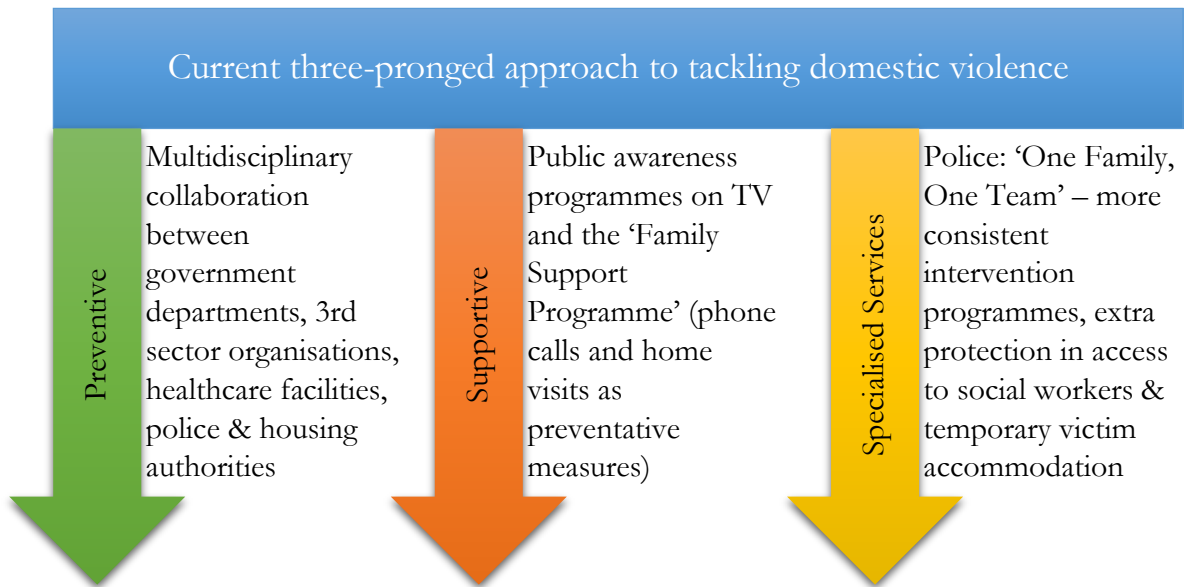 Current three-pronged approach to tackling domestic violence
Preventive
Multidisciplinary
collaboration
between
government
departments, 3rd
sector organisations,
healthcare facilities,
police & housing
authorities
Supportive
Public awareness
programmes on TV
and the ‘Family
Support
Programme’ (phone
calls and home
visits as
preventative
measures)
Specialised Services
Police: ‘One Family,
One Team’ – more
consistent
intervention
programmes, extra
protection in access
to social workers &
temporary victim
accommodation